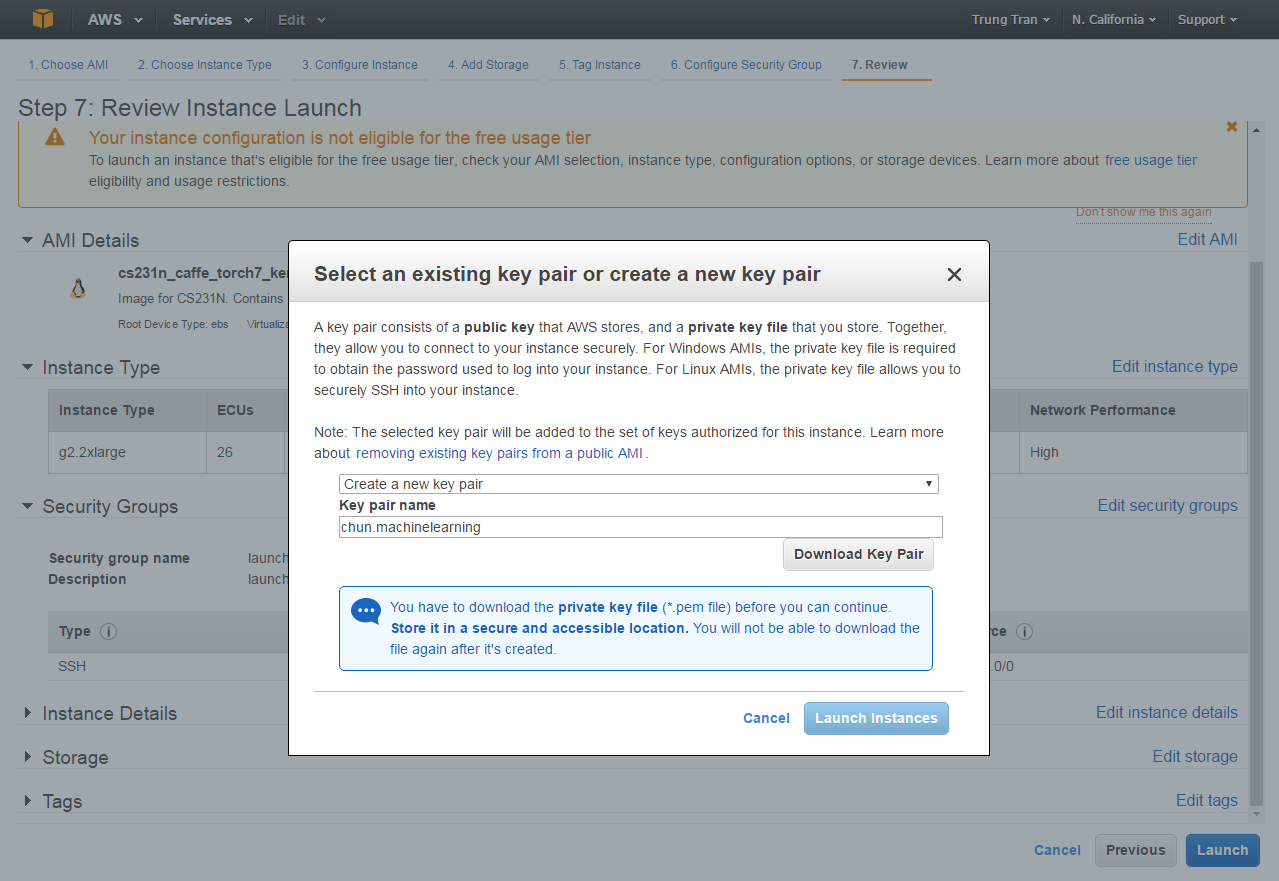 AWS Services Edit Trung Tran N. California Support
1. Choose AMI 2. Choose Instance Type 3. Configure Instance 4. Add Storage 5. Tag Instance 6. Configure Security Group 7. Review
Step 7: Review Instance Launch
Your instance configuration is not eligible for the free usage tier
To launch an instance that's eligible for the free usage tier, check your AMI selection, instance type, configuration options, or storage devices. Learn more about free usage tier
eligibility and usage restrictions.
Don't show me this again
AMI Details Edit AMI
cs231n_caffe_torch7_ke
Image for CS231N. Contains
Root Device Type: ebs Virtualiza
Instance Type Edit instance type
Instance Type ECUs Network Performance
g2.2xlarge 26 High
Security Groups Edit security groups
Security group name launch
Description launch
Type i rce i
SSH .0/0
Instance Details Edit instance details
Storage Edit storage
Tags Edit tags
Cancel Previous Launch
Select an existing key pair or create a new key pair
A key pair consists of a public key that AWS stores, and a private key file that you store. Together,
they allow you to connect to your instance securely. For Windows AMIs, the private key file is required
to obtain the password used to log into your instance. For Linux AMIs, the private key file allows you to
securely SSH into your instance.
Note: The selected key pair will be added to the set of keys authorized for this instance. Learn more
about removing existing key pairs from a public AMI.
Create a new key pair
Key pair name
chun.machinelearning
Download Key Pair
You have to download the private key file (*.pem file) before you can continue.
Store it in a secure and accessible location. You will not be able to download the
file again after it's created.
Cancel Launch Instances